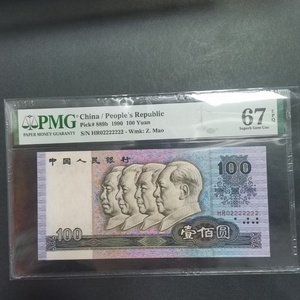 PMG
PAPER MONEY GUARANTY
China / People's Republic
Pick# 889b 1990 100 Yuan
S/N HR02222222 - Wmk: Z. Mao
67 EPQ
Superb Gem Unc
中国人民银行
100
HR02222222
100
壹佰圆